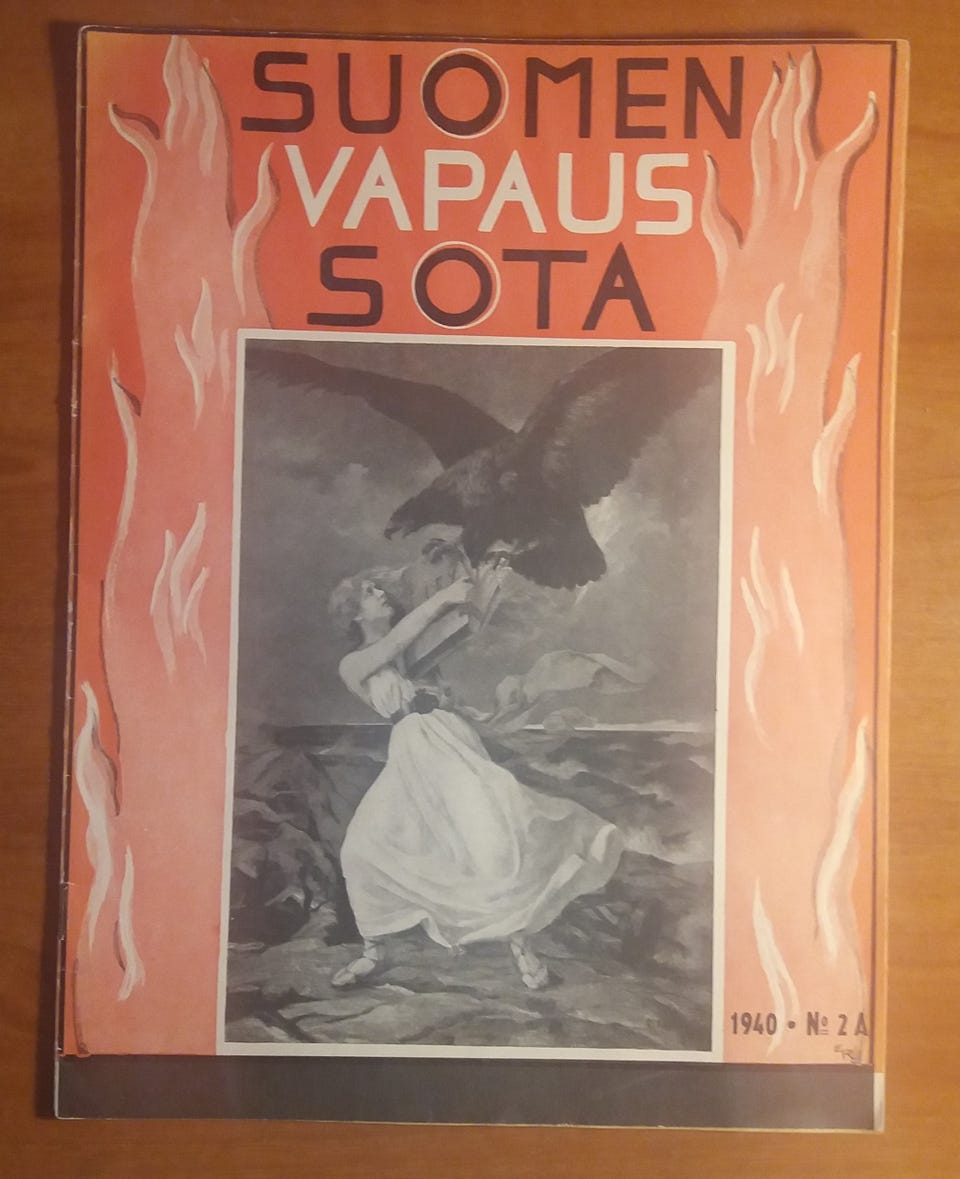 SUOMEN
VAPAUS
SOTA
1940 • Nº 2 A